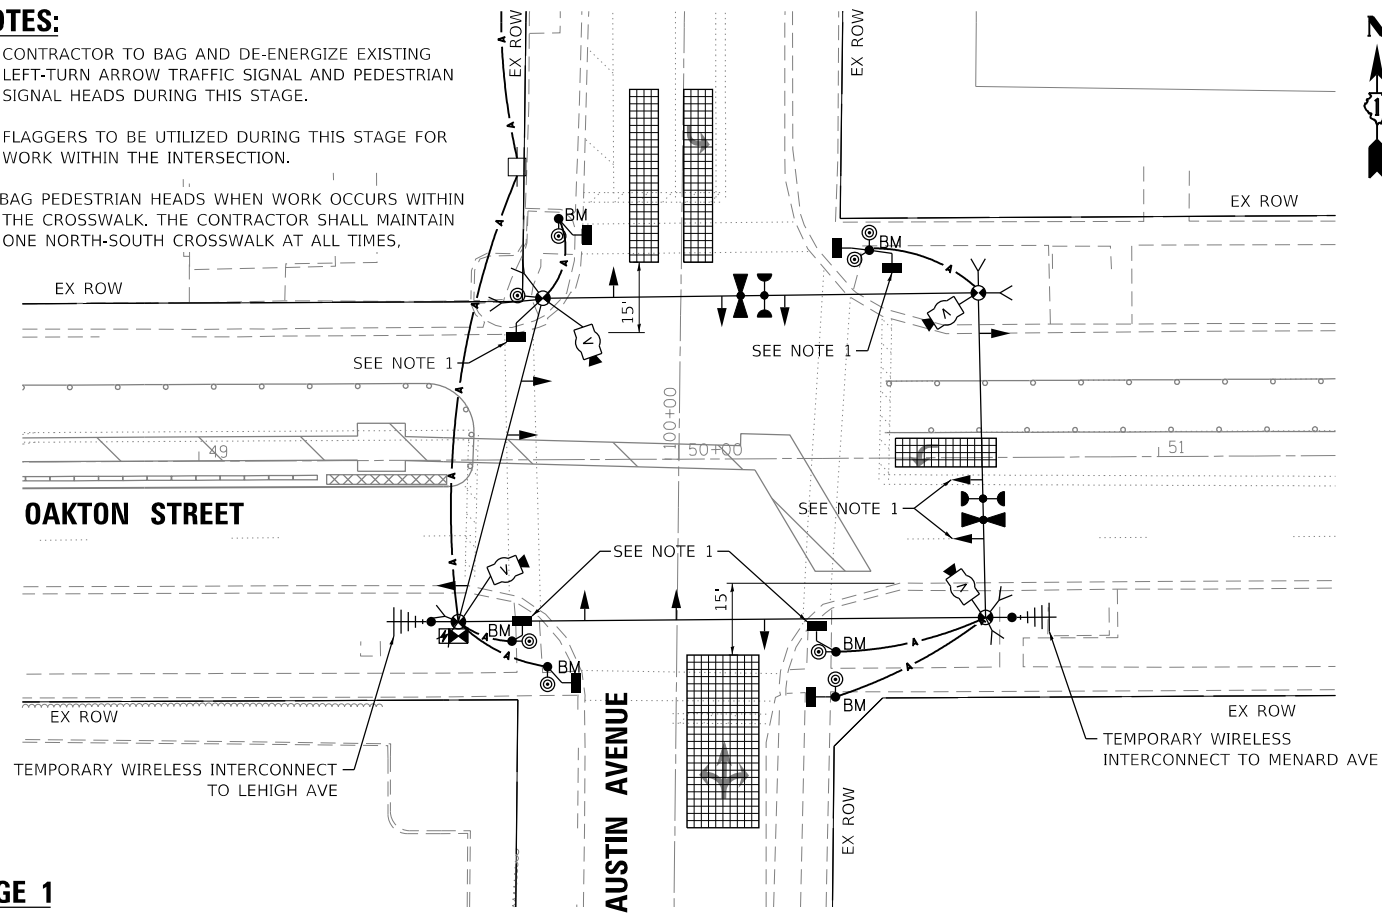 OTES:
CONTRACTOR TO BAG AND DE-ENERGIZE EXISTING
LEFT-TURN ARROW TRAFFIC SIGNAL AND PEDESTRIAN
SIGNAL HEADS DURING THIS STAGE.
FLAGGERS TO BE UTILIZED DURING THIS STAGE FOR
WORK WITHIN THE INTERSECTION.
BAG PEDESTRIAN HEADS WHEN WORK OCCURS WITHIN
THE CROSSWALK. THE CONTRACTOR SHALL MAINTAIN
ONE NORTH-SOUTH CROSSWALK AT ALL TIMES,
EX ROW
EX ROW
N
1
A
A
EX ROW
EX ROW
BM
BM
A
A
A
A
15'
V
V
SEE NOTE 1
SEE NOTE 1
A
100+00
49
50+00
51
A
OAKTON STREET
SEE NOTE 1
SEE NOTE 1
A
V
V
15'
BM
A
A
BM
BM
A
A
BM
EX ROW
EX ROW
AUSTIN AVENUE
TEMPORARY WIRELESS INTERCONNECT
TO LEHIGH AVE
TEMPORARY WIRELESS
INTERCONNECT TO MENARD AVE
EX ROW
GE 1